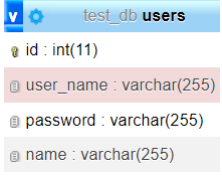 v test_db users
id : int(11)
user_name : varchar(255)
password : varchar(255)
name : varchar(255)